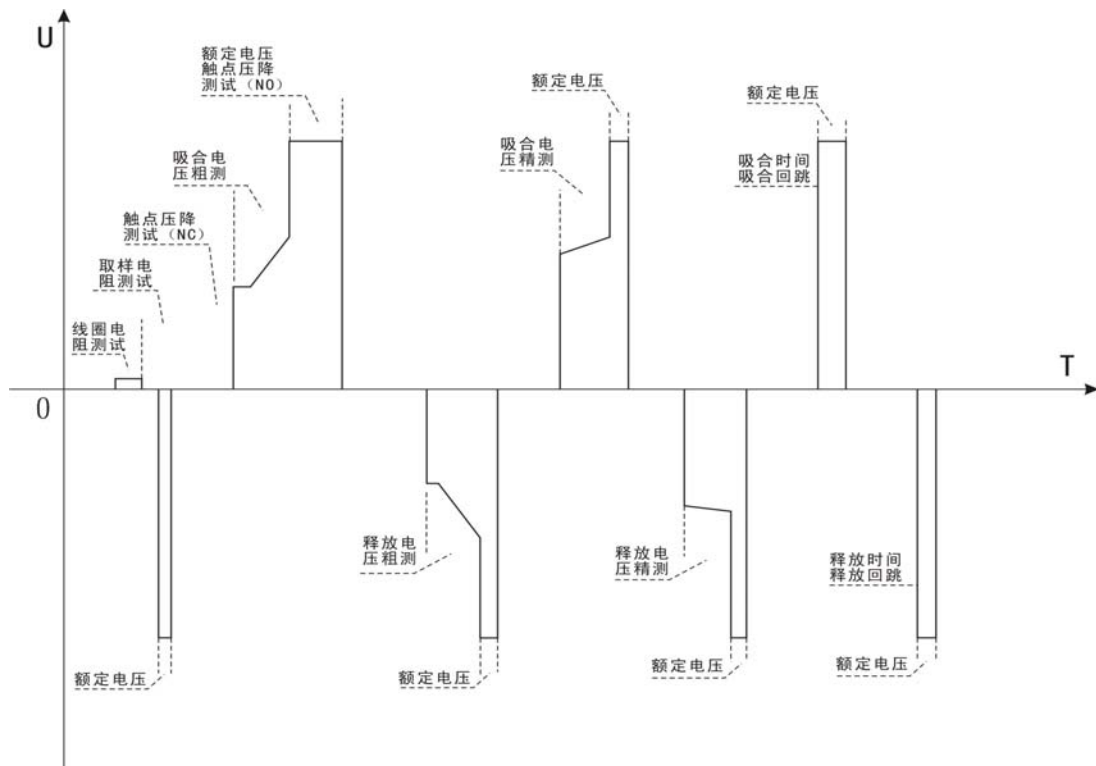 U
额定电压
触点压降
测试（NO）
吸合电
压粗测
触点压降
测试（NC）
取样电
阻测试
线圈电
阻测试
额定电压
吸合电
压精测
额定电压
吸合时间
吸合回跳
T
0
释放电
压粗测
释放电
压精测
释放时间
释放回跳
额定电压
额定电压
额定电压
额定电压